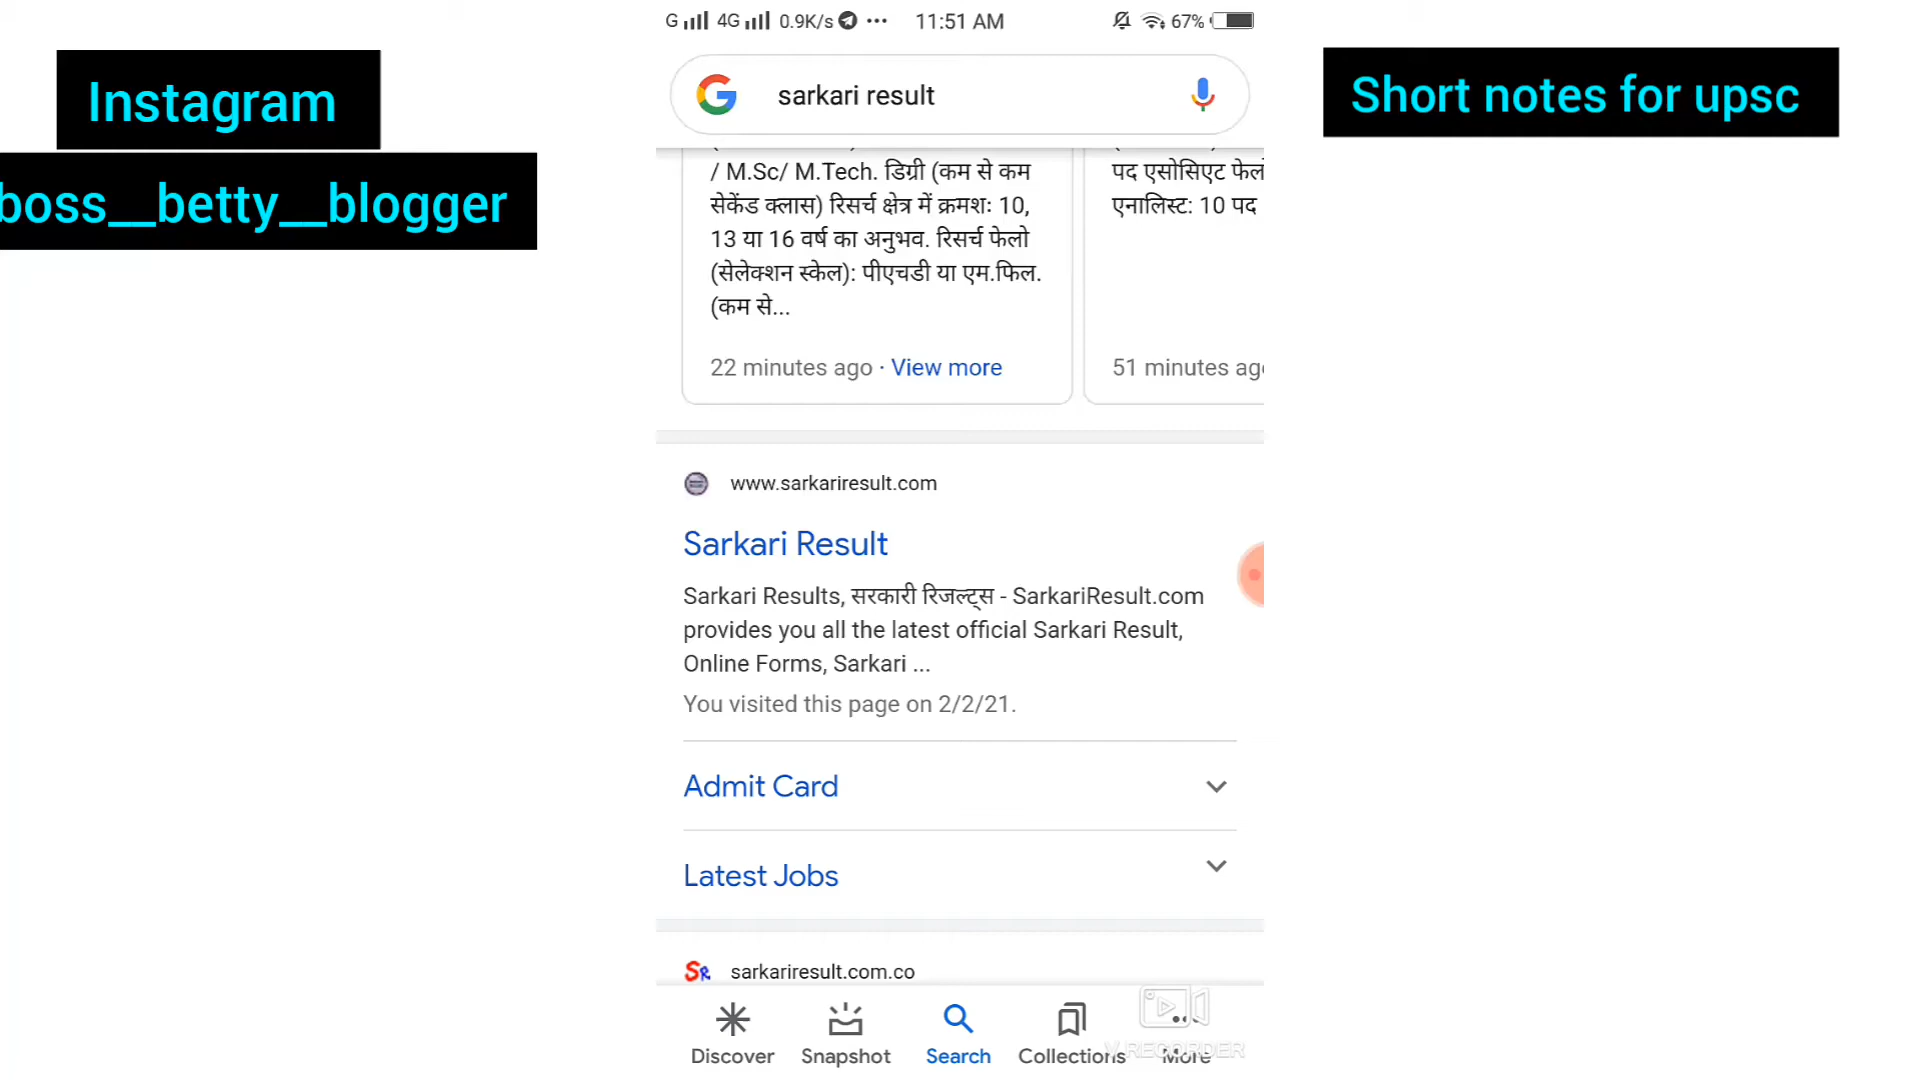 G 4G 0.9K/s ... 11:51 AM 67%
Instagram
boss__betty__blogger
Short notes for upsc
sarkari result
/ M.Sc/ M.Tech. डिग्री (कम से कम
सेकेंड क्लास) रिसर्च क्षेत्र में क्रमशः 10,
13 या 16 वर्ष का अनुभव. रिसर्च फेलो
(सेलेक्शन स्केल): पीएचडी या एम.फिल.
(कम से...
22 minutes ago · View more
पद एसोसिएट फेल
एनालिस्ट: 10 पद
51 minutes ag
www.sarkariresult.com
Sarkari Result
Sarkari Results, सरकारी रिजल्ट्स - SarkariResult.com
provides you all the latest official Sarkari Result,
Online Forms, Sarkari ...
You visited this page on 2/2/21.
Admit Card
Latest Jobs
SR sarkariresult.com.co
Discover Snapshot Search Collections More
V RECORDER